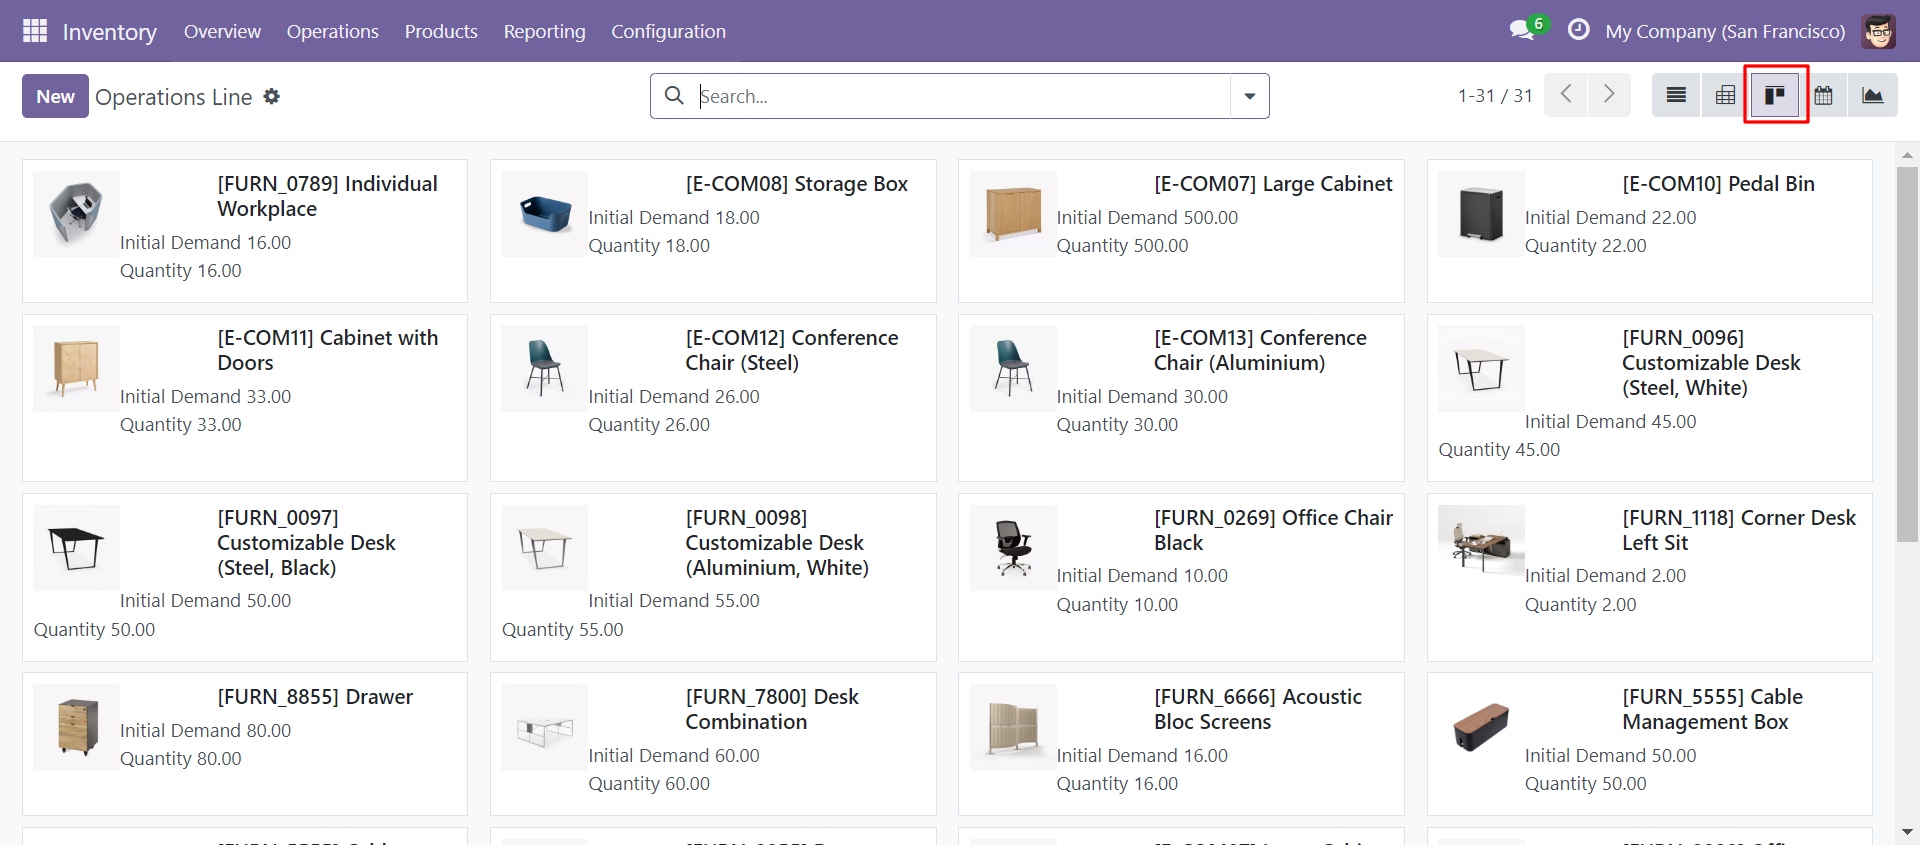 Inventory Overview Operations Products Reporting Configuration 6 My Company (San Francisco)
New Operations Line Search... 1-31 / 31
[FURN_0789] Individual
Workplace
Initial Demand 16.00
Quantity 16.00
[E-COM08] Storage Box
Initial Demand 18.00
Quantity 18.00
[E-COM07] Large Cabinet
Initial Demand 500.00
Quantity 500.00
[E-COM10] Pedal Bin
Initial Demand 22.00
Quantity 22.00
[E-COM11] Cabinet with
Doors
Initial Demand 33.00
Quantity 33.00
[E-COM12] Conference
Chair (Steel)
Initial Demand 26.00
Quantity 26.00
[E-COM13] Conference
Chair (Aluminium)
Initial Demand 30.00
Quantity 30.00
[FURN_0096]
Customizable Desk
(Steel, White)
Initial Demand 45.00
Quantity 45.00
[FURN_0097]
Customizable Desk
(Steel, Black)
Initial Demand 50.00
Quantity 50.00
[FURN_0098]
Customizable Desk
(Aluminium, White)
Initial Demand 55.00
Quantity 55.00
[FURN_0269] Office Chair
Black
Initial Demand 10.00
Quantity 10.00
[FURN_1118] Corner Desk
Left Sit
Initial Demand 2.00
Quantity 2.00
[FURN_8855] Drawer
Initial Demand 80.00
Quantity 80.00
[FURN_7800] Desk
Combination
Initial Demand 60.00
Quantity 60.00
[FURN_6666] Acoustic
Bloc Screens
Initial Demand 16.00
Quantity 16.00
[FURN_5555] Cable
Management Box
Initial Demand 50.00
Quantity 50.00